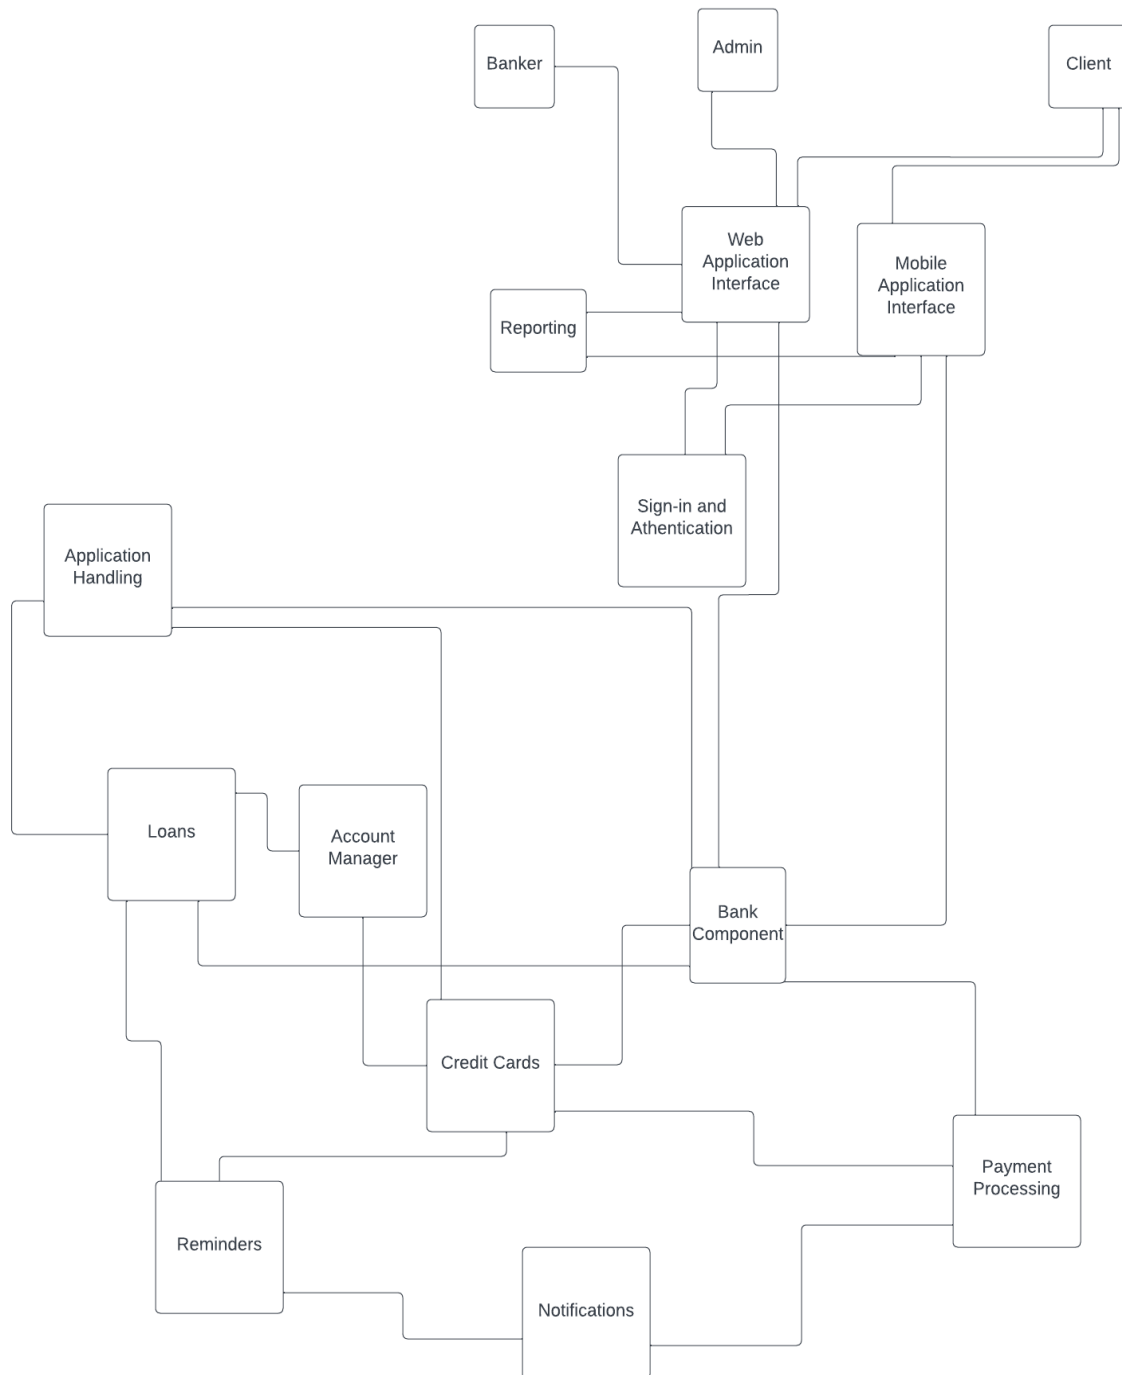 Banker
Admin
Client
Web
Application
Interface
Mobile
Application
Interface
Reporting
Sign-in and
Athentication
Application
Handling
Loans
Account
Manager
Bank
Component
Credit Cards
Payment
Processing
Reminders
Notifications